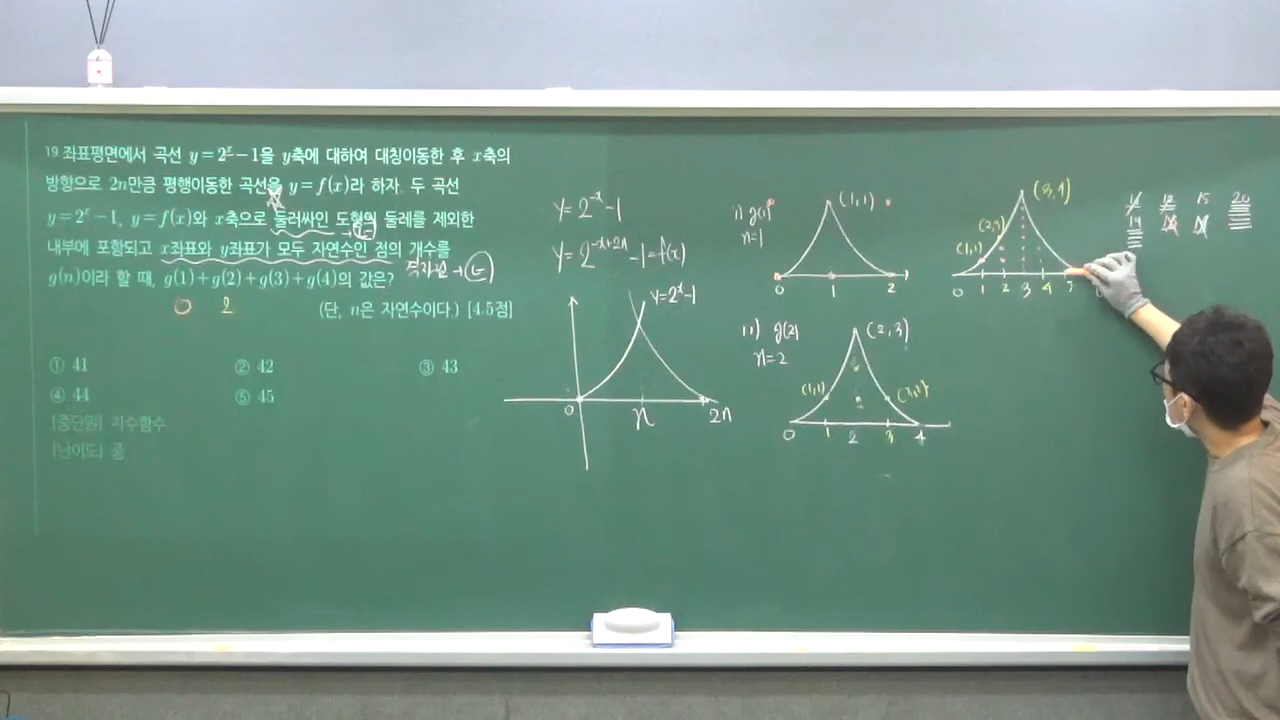 19 좌표평면에서 곡선 y=2^x-1을 y축에 대하여 대칭이동한 후 x축의
방향으로 2n만큼 평행이동한 곡선을 y=f(x)라 하자. 두 곡선
y=2^x-1, y=f(x)와 x축으로 둘러싸인 도형의 둘레를 제외한
내부에 포함되고 x좌표와 y좌표가 모두 자연수인 점의 개수를
g(n)이라 할 때, g(1)+g(2)+g(3)+g(4)의 값은?
0 2
(단, n은 자연수이다.) [4.5점]
① 41 ② 42 ③ 43
④ 44 ⑤ 45
[중단원] 지수함수
[난이도] 중
y=2^-x-1
y=2^-x+2n-1=f(x)
y=2^x-1
0 n 2n
i) g(1)
n=1
(1,1)
0 1 2
ii) g(2)
n=2
(2,3)
(1,1)
0 1 2 3 4
(1,1)
0 1 2 3 4 5
15 20
19